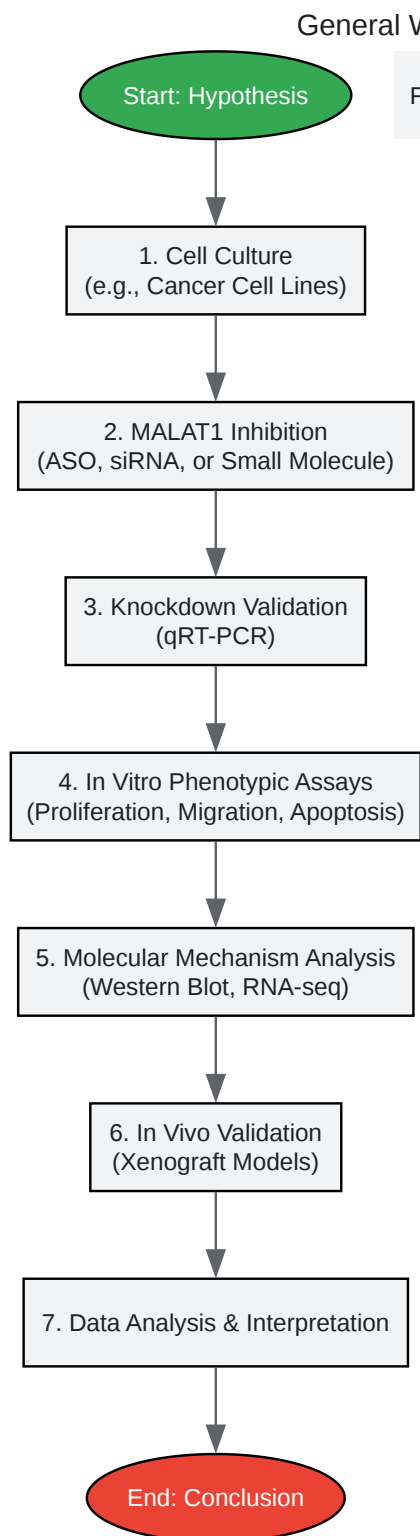 General
Start: Hypothesis
1. Cell Culture
(e.g., Cancer Cell Lines)
2. MALAT1 Inhibition
(ASO, siRNA, or Small Molecule)
3. Knockdown Validation
(qRT-PCR)
4. In Vitro Phenotypic Assays
(Proliferation, Migration, Apoptosis)
5. Molecular Mechanism Analysis
(Western Blot, RNA-seq)
6. In Vivo Validation
(Xenograft Models)
7. Data Analysis & Interpretation
End: Conclusion